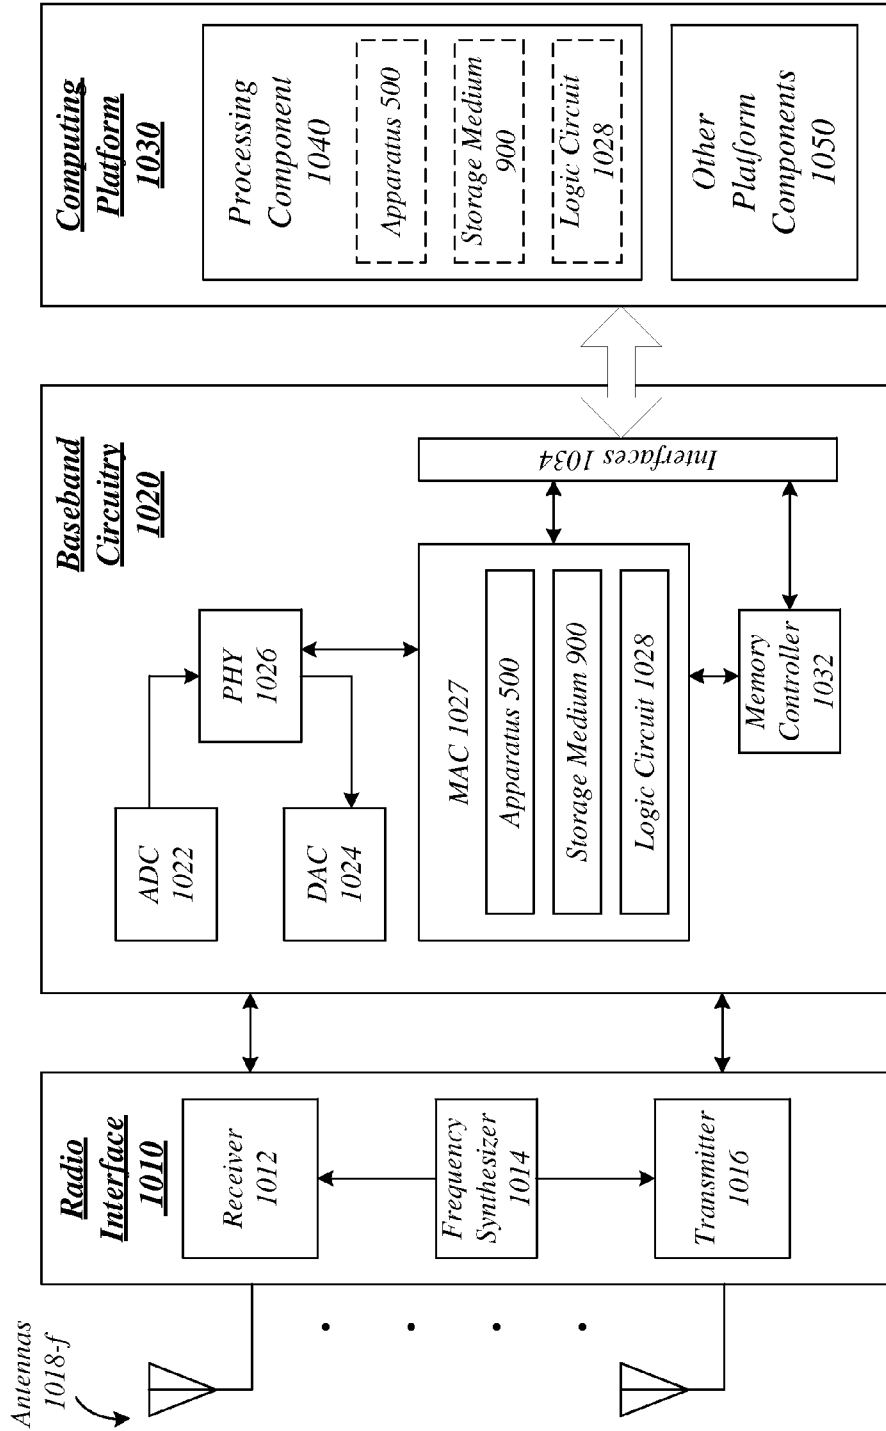 Antennas
1018-f
Radio
Interface
1010
Receiver
1012
Frequency
Synthesizer
1014
Transmitter
1016
Baseband
Circuitry
1020
ADC
1022
PHY
1026
DAC
1024
MAC 1027
Apparatus 500
Storage Medium 900
Logic Circuit 1028
Memory
Controller
1032
Interfaces 1034
Computing
Platform
1030
Processing
Component
1040
Apparatus 500
Storage Medium
900
Logic Circuit
1028
Other
Platform
Components
1050